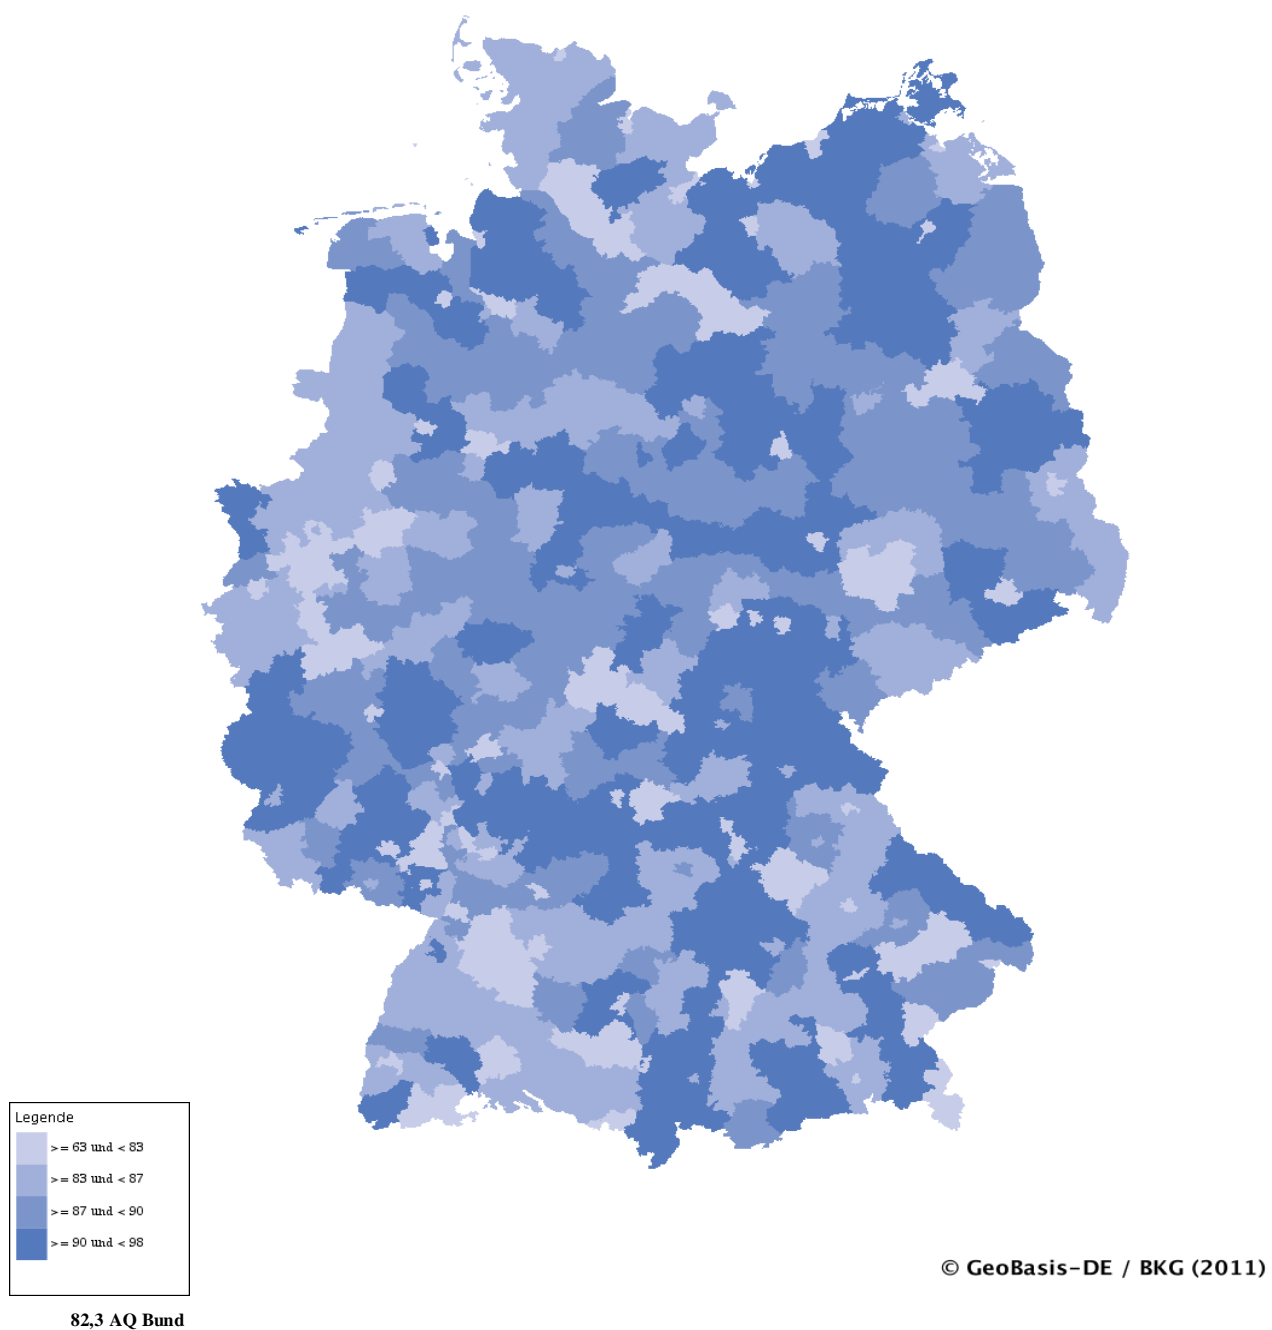 Legende
>= 63 und < 83
>= 83 und < 87
>= 87 und < 90
>= 90 und < 98
© GeoBasis-DE / BKG (2011)
82,3 AQ Bund